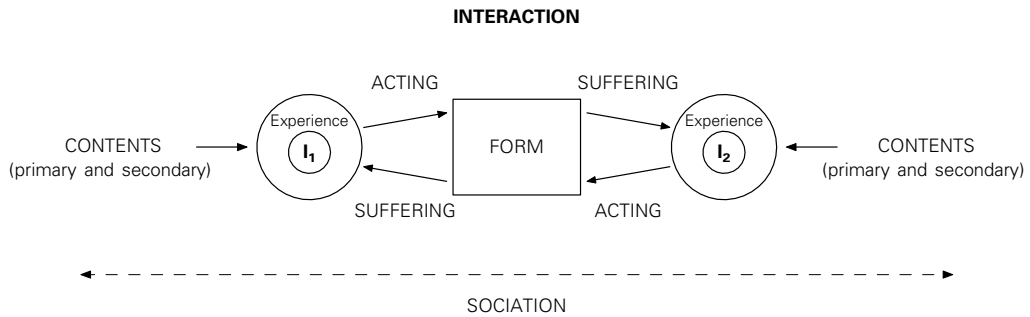 INTERACTION
ACTING
SUFFERING
Experience
I1
CONTENTS
(primary and secondary)
FORM
Experience
I2
CONTENTS
(primary and secondary)
SUFFERING
ACTING
SOCIATION